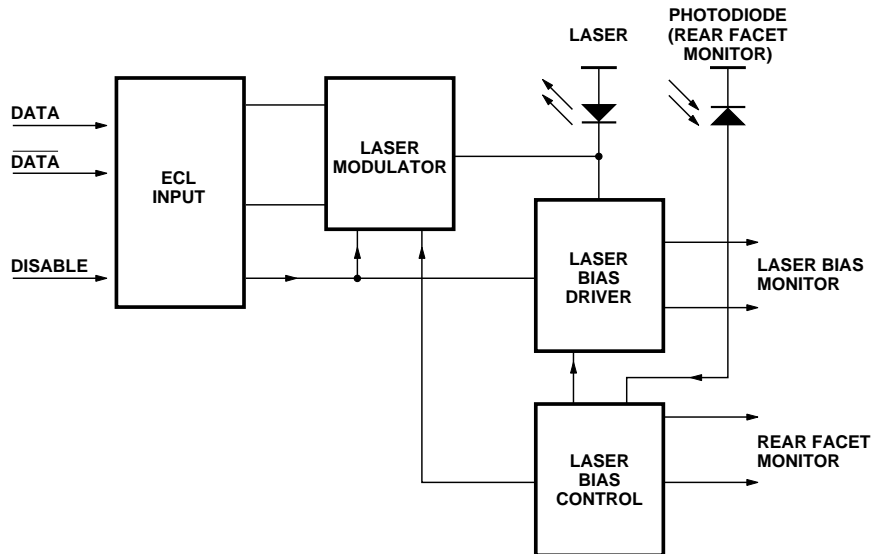 LASER
PHOTODIODE
(REAR FACET
MONITOR)
DATA
DATA
DISABLE
ECL
INPUT
LASER
MODULATOR
LASER
BIAS
DRIVER
LASER BIAS
MONITOR
LASER
BIAS
CONTROL
REAR FACET
MONITOR